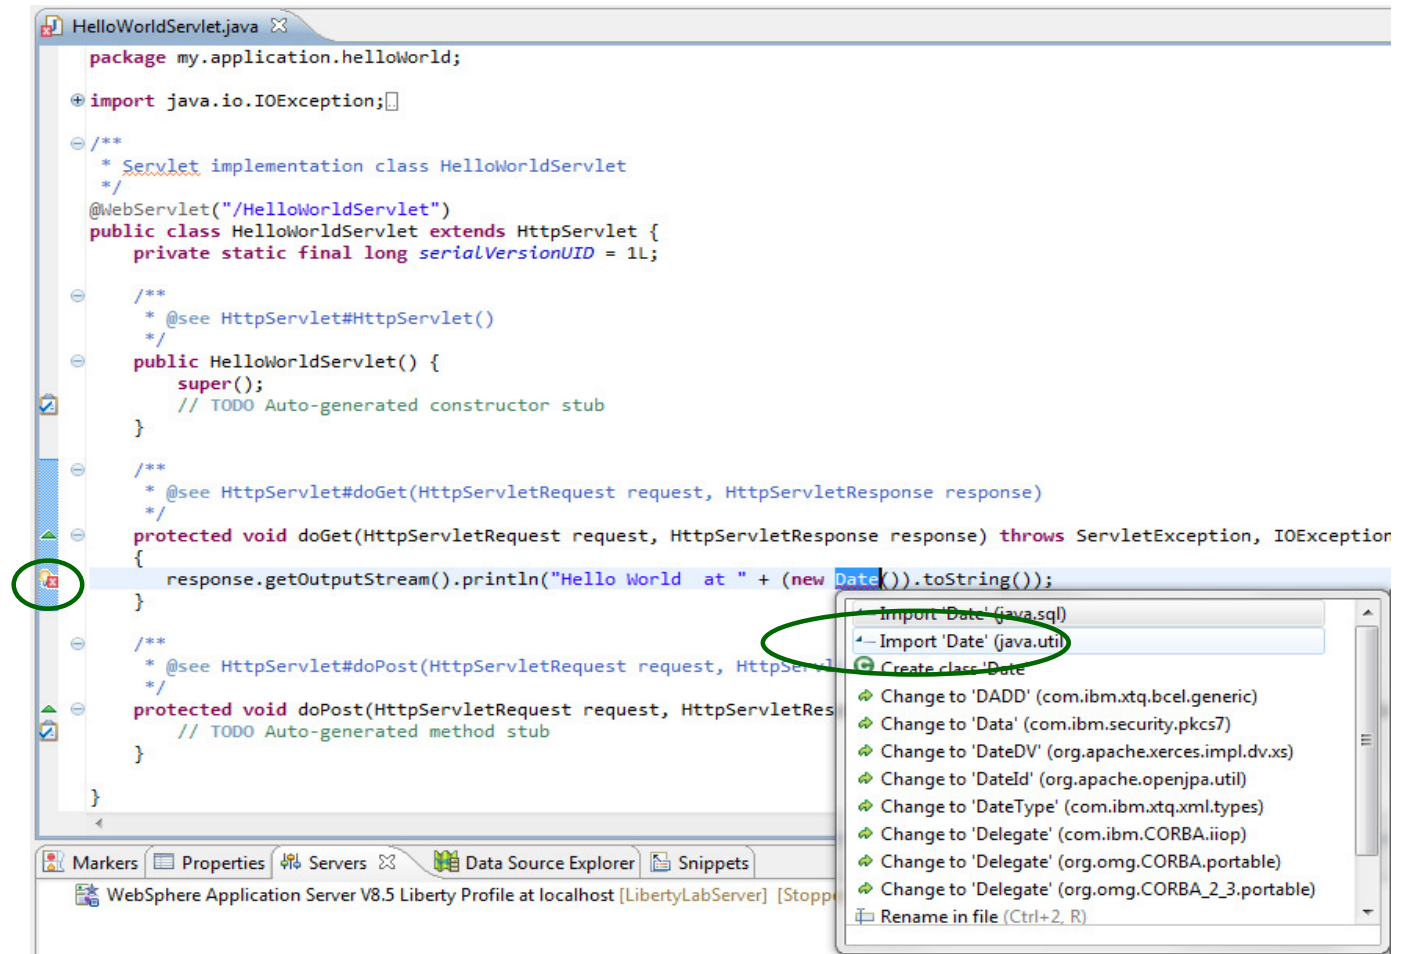 HelloWorldServlet.java
package my.application.helloWorld;
import java.io.IOException;
/**
* Servlet implementation class HelloWorldServlet
*/
@WebServlet("/HelloWorldServlet")
public class HelloWorldServlet extends HttpServlet {
private static final long serialVersionUID = 1L;
/**
* @see HttpServlet#HttpServlet()
*/
public HelloWorldServlet() {
super();
// TODO Auto-generated constructor stub
}
/**
* @see HttpServlet#doGet(HttpServletRequest request, HttpServletResponse response)
*/
protected void doGet(HttpServletRequest request, HttpServletResponse response) throws ServletException, IOException
{
response.getOutputStream().println("Hello World  at " + (new Date()).toString());
}
/**
* @see HttpServlet#doPost(HttpServletRequest request, HttpServl
*/
protected void doPost(HttpServletRequest request, HttpServletRes
// TODO Auto-generated method stub
}
}
Import 'Date' (java.sql)
Import 'Date' (java.util
Create class 'Date'
Change to 'DADD' (com.ibm.xtq.bcel.generic)
Change to 'Data' (com.ibm.security.pkcs7)
Change to 'DateDV' (org.apache.xerces.impl.dv.xs)
Change to 'DateId' (org.apache.openjpa.util)
Change to 'DateType' (com.ibm.xtq.xml.types)
Change to 'Delegate' (com.ibm.CORBA.iiop)
Change to 'Delegate' (org.omg.CORBA.portable)
Change to 'Delegate' (org.omg.CORBA_2_3.portable)
Rename in file (Ctrl+2, R)
Markers Properties Servers Data Source Explorer Snippets
WebSphere Application Server V8.5 Liberty Profile at localhost [LibertyLabServer] [Stoppe